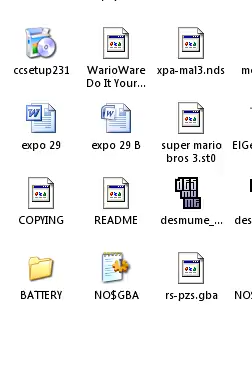 ccsetup231
WarioWare
Do It Your...
xpa-mal3.nds
expo 29
expo 29 B
super mario
bros 3.st0
COPYING
README
desmume_...
BATTERY
NO$GBA
rs-pzs.gba